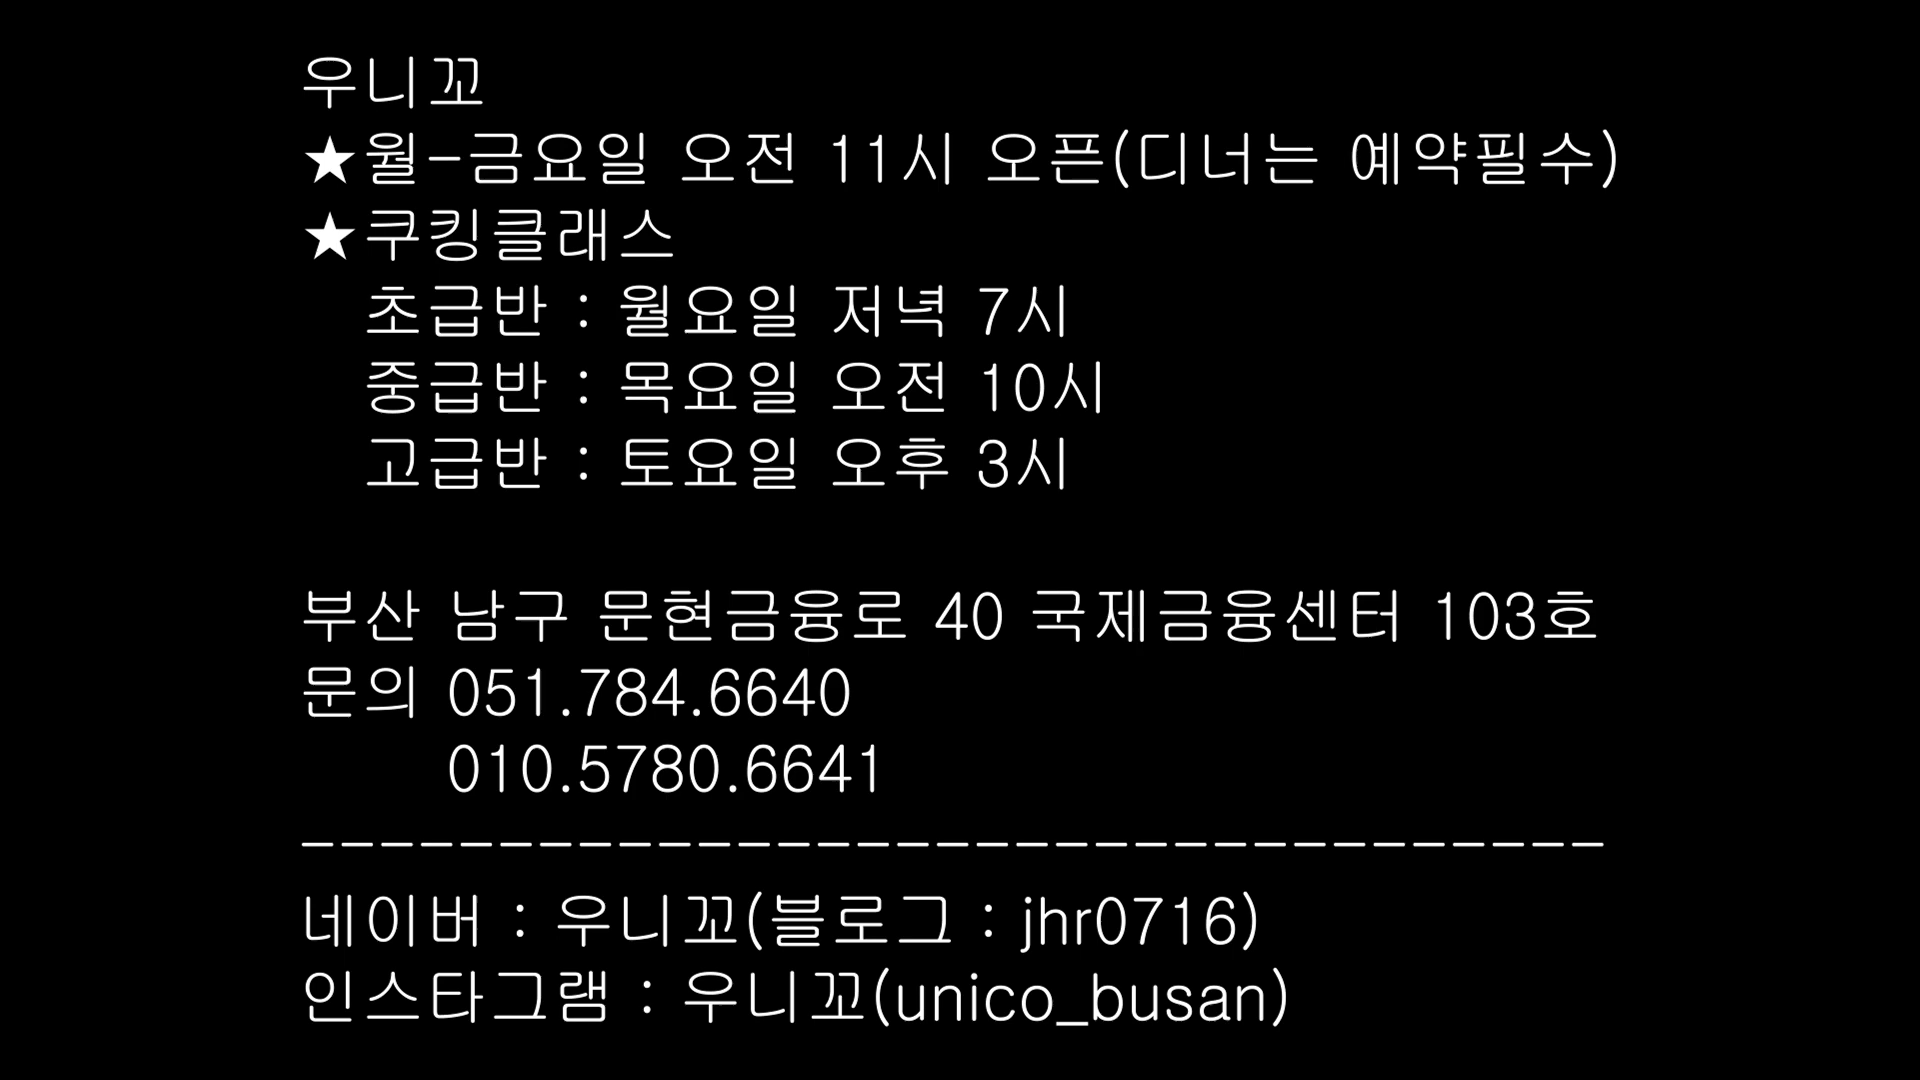 우니꼬
★월-금요일 오전 11시 오픈(디너는 예약필수)
★쿠킹클래스
초급반 : 월요일 저녁 7시
중급반 : 목요일 오전 10시
고급반 : 토요일 오후 3시
부산 남구 문현금융로 40 국제금융센터 103호
문의 051.784.6640
010.5780.6641
---------------------------------
네이버 : 우니꼬(블로그 : jhr0716)
인스타그램 : 우니꼬(unico_busan)